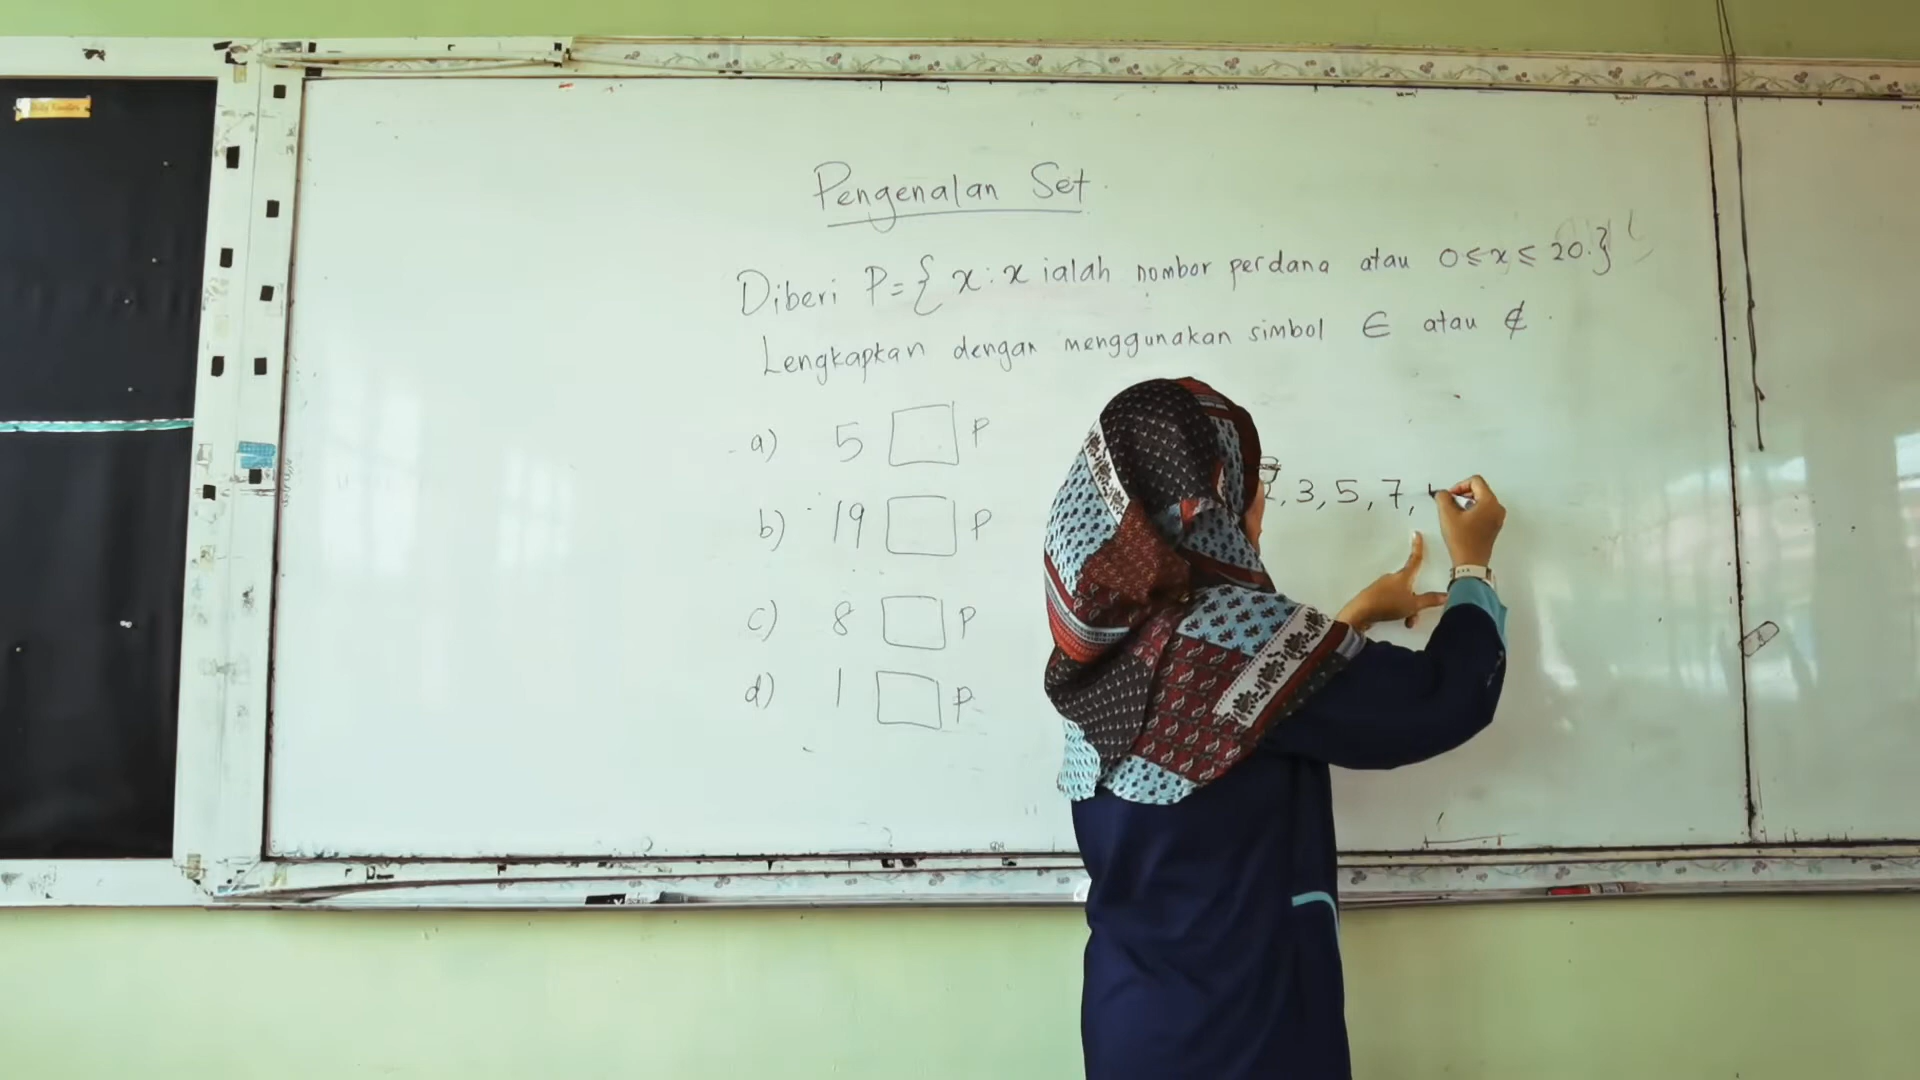 Pengenalan Set
Diberi P = { x : x ialah nombor perdana atau 0 ≤ x ≤ 20. }
Lengkapkan dengan menggunakan simbol ∈ atau ∉.
a) 5 □ P
b) 19 □ P
c) 8 □ P
d) 1 □ P
2, 3, 5, 7,